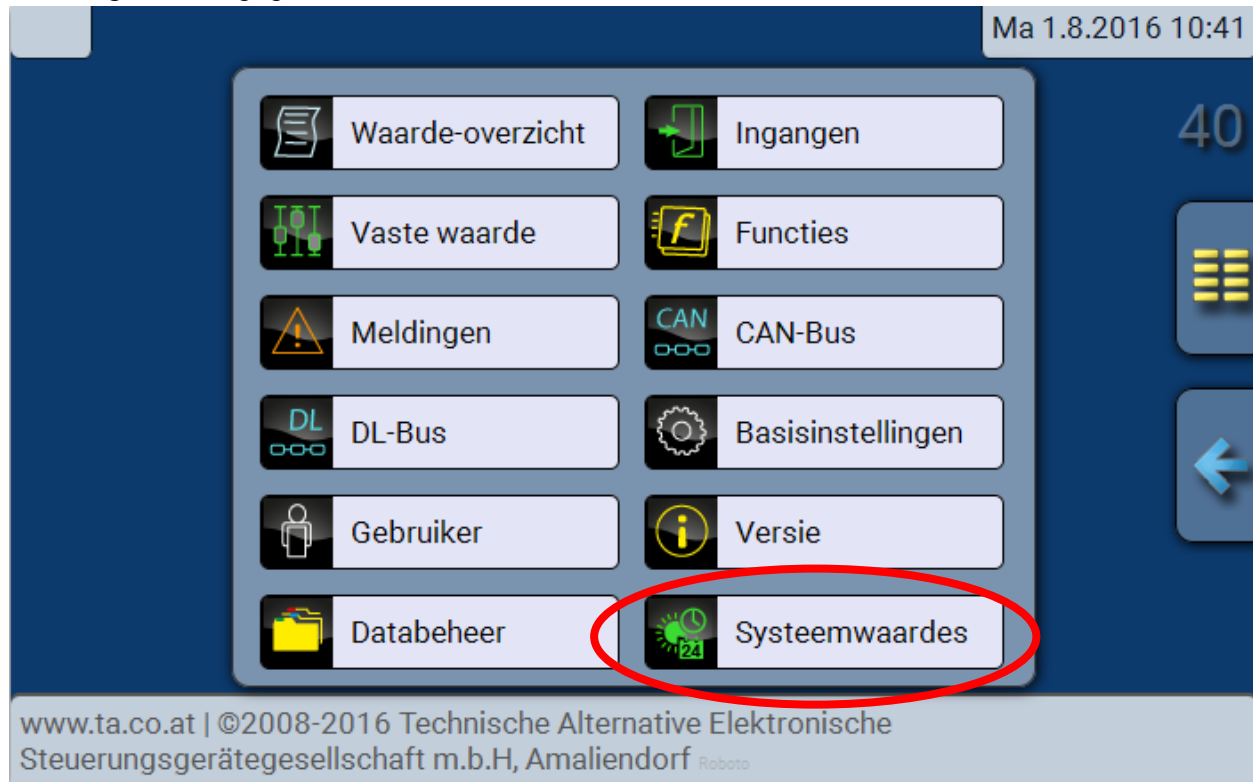 Ma 1.8.2016 10:41
40
Waarde-overzicht
Ingangen
Vaste waarde
Functies
Meldingen
CAN
CAN-Bus
DL
DL-Bus
Basisinstellingen
Gebruiker
Versie
Databeheer
24
Systeemwaardes
www.ta.co.at | ©2008-2016 Technische Alternative Elektronische
Steuerungsgerätegesellschaft m.b.H, Amaliendorf Roboto